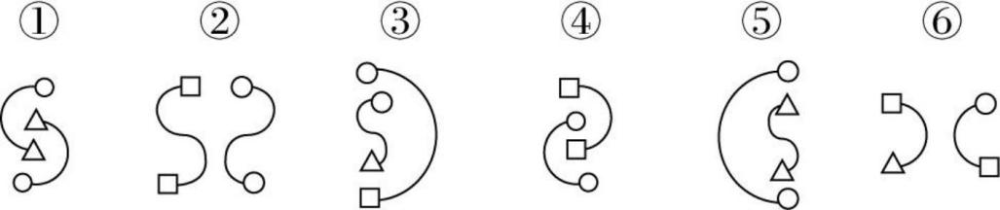 ① ② ③ ④ ⑤ ⑥